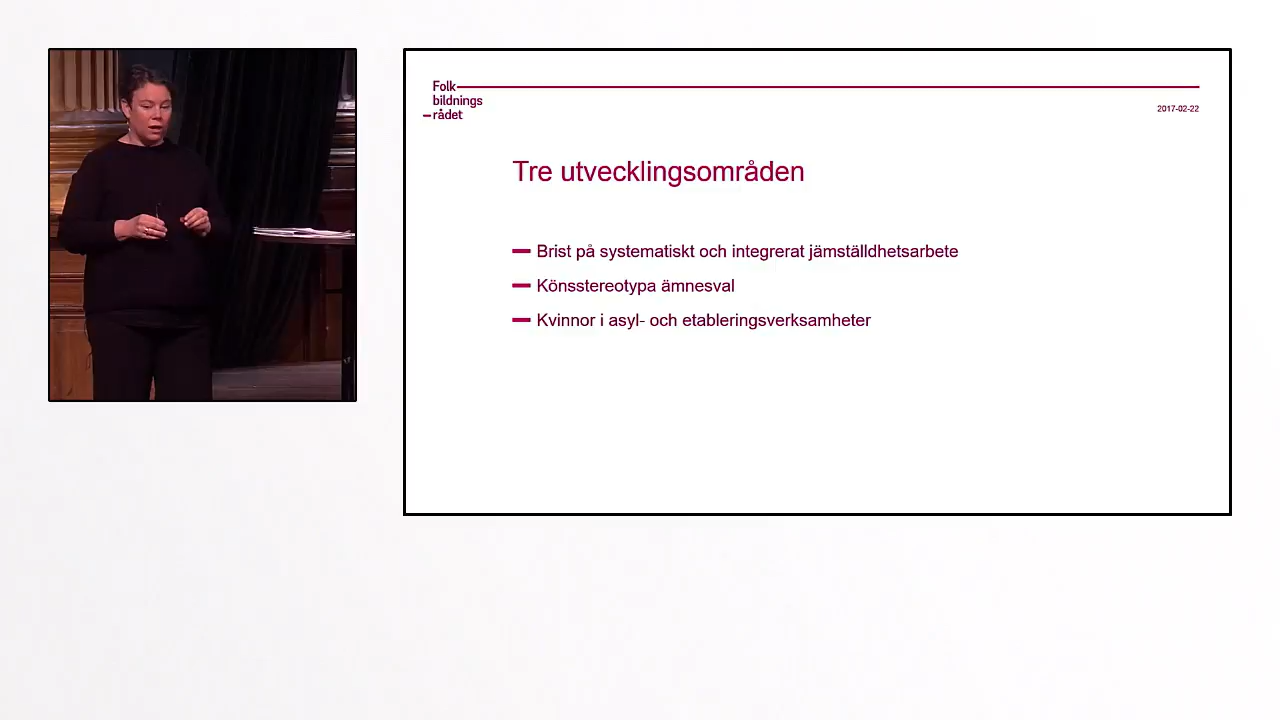 Folk
bildnings
rådet
2017-02-22
Tre utvecklingsområden
Brist på systematiskt och integrerat jämställdhetsarbete
Könsstereotypa ämnesval
Kvinnor i asyl- och etableringsverksamheter